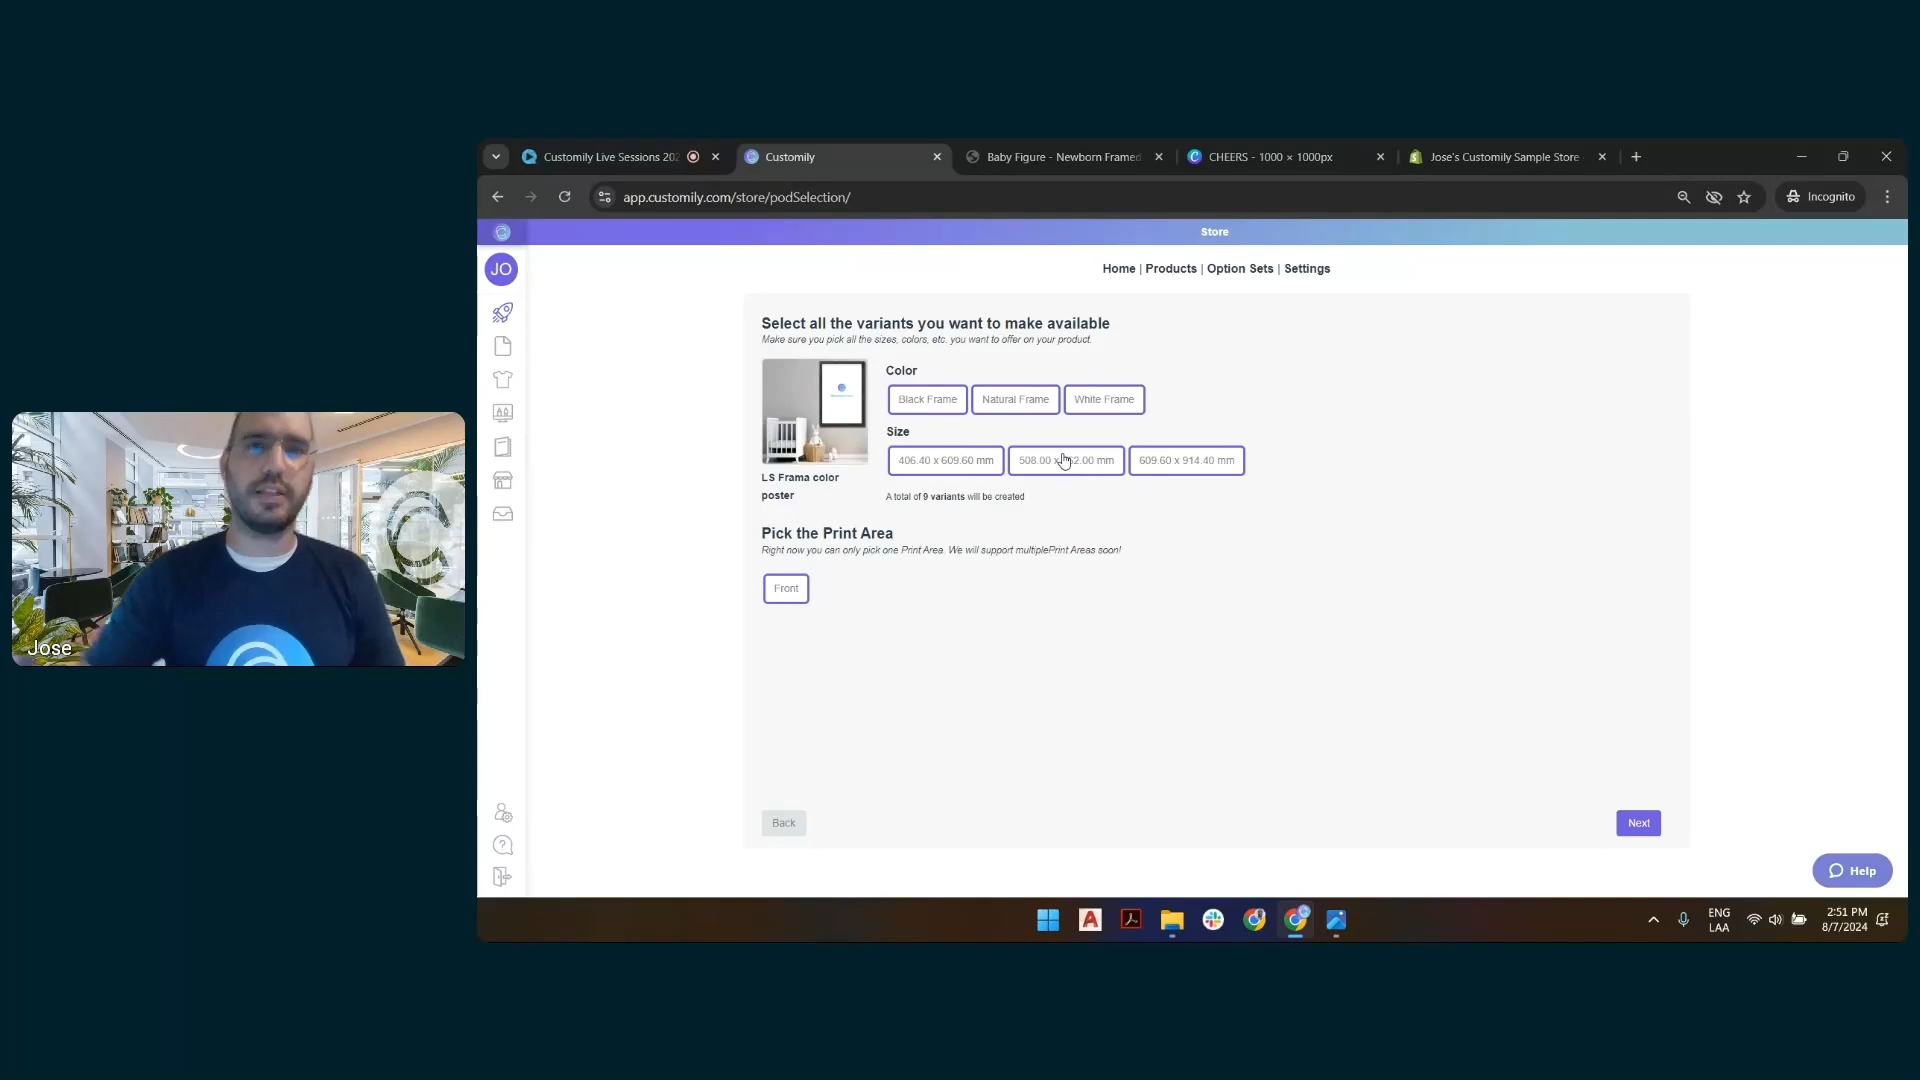 Customily Live Sessions 202
Customily
Baby Figure - Newborn Framed
CHEERS - 1000 × 1000px
Jose's Customily Sample Store
app.customily.com/store/podSelection/
Incognito
Store
JO
Home | Products | Option Sets | Settings
Select all the variants you want to make available
Make sure you pick all the sizes, colors, etc. you want to offer on your product.
Color
Black Frame
Natural Frame
White Frame
Size
406.40 x 609.60 mm
508.00 x 2.00 mm
609.60 x 914.40 mm
LS Frama color
poster
A total of 9 variants will be created
Pick the Print Area
Right now you can only pick one Print Area. We will support multiplePrint Areas soon!
Front
Jose
Back
Next
Help
ENG
LAA
2:51 PM
8/7/2024